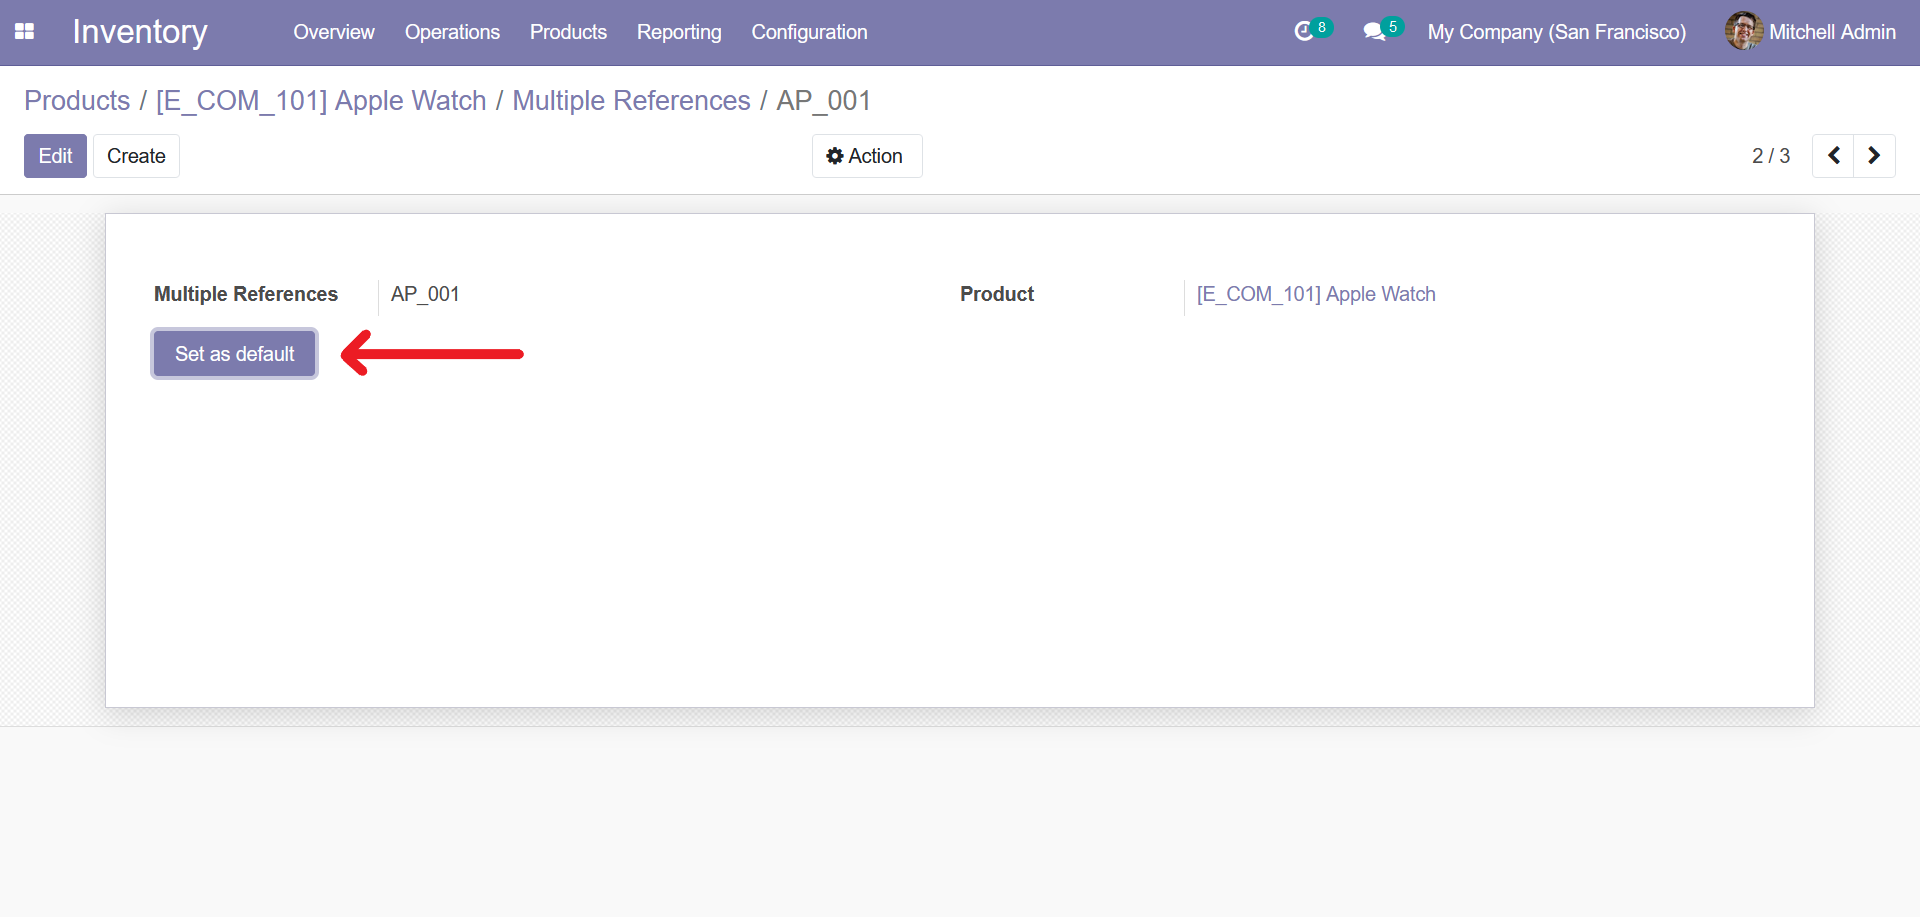 Inventory Overview Operations Products Reporting Configuration 8 5 My Company (San Francisco) Mitchell Admin
Products / [E_COM_101] Apple Watch / Multiple References / AP_001
Edit Create Action 2 / 3
Multiple References AP_001 Product [E_COM_101] Apple Watch
Set as default